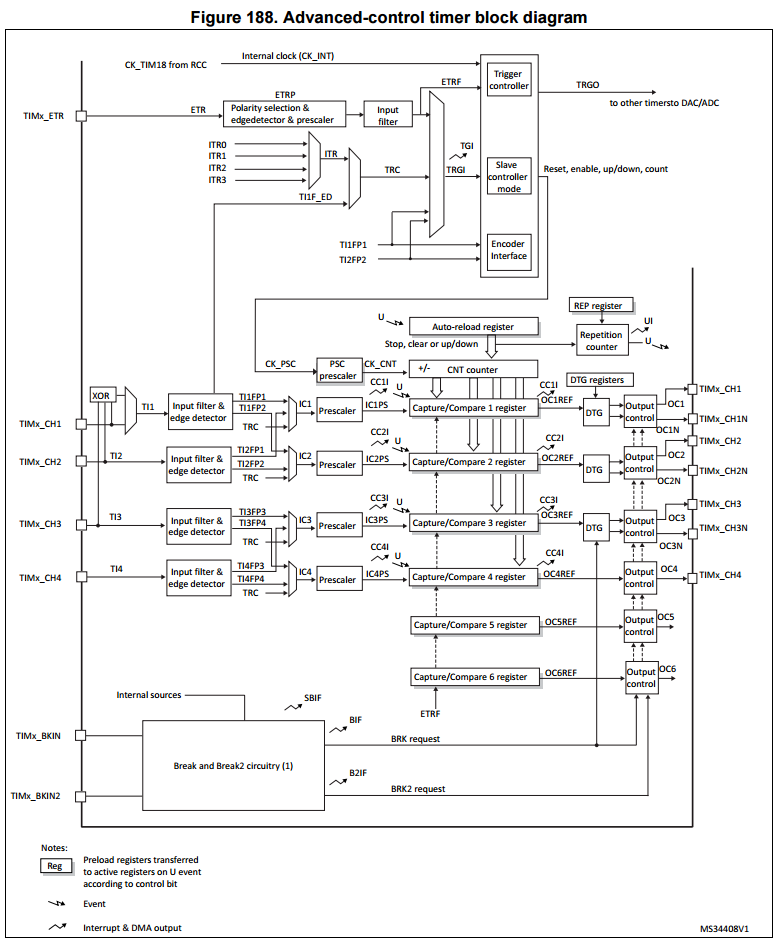 Figure 188. Advanced-control timer block diagram
Internal clock (CK_INT)
CK_TIM18 from RCC
ETRF
Trigger
controller
TRGO
to other timersto DAC/ADC
ETRP
TIMx_ETR
ETR
Polarity selection &
edgedetector & prescaler
Input
filter
ITR0
ITR1
ITR2
ITR3
ITR
TRC
TGI
TRGI
Slave
controller
mode
Reset, enable, up/down, count
TI1F_ED
TI1FP1
TI2FP2
Encoder
Interface
REP register
U
Auto-reload register
Stop, clear or up/down
Repetition
counter
UI
U
CK_PSC
PSC
prescaler
CK_CNT
+/-
CNT counter
DTG registers
XOR
TI1
TIMx_CH1
Input filter &
edge detector
TI1FP1
TI1FP2
TRC
IC1
Prescaler
IC1PS
CC1I
U
Capture/Compare 1 register
CC1I
OC1REF
DTG
Output
control
OC1
TIMx_CH1
TIMx_CH1N
OC1N
TIMx_CH2
TI2
Input filter &
edge detector
TI2FP1
TI2FP2
TRC
IC2
Prescaler
IC2PS
CC2I
U
Capture/Compare 2 register
CC2I
OC2REF
DTG
Output
control
OC2
TIMx_CH2
TIMx_CH2N
OC2N
TIMx_CH3
TI3
Input filter &
edge detector
TI3FP3
TI3FP4
TRC
IC3
Prescaler
IC3PS
CC3I
U
Capture/Compare 3 register
CC3I
OC3REF
DTG
Output
control
OC3
TIMx_CH3
TIMx_CH3N
OC3N
TIMx_CH4
TI4
Input filter &
edge detector
TI4FP3
TI4FP4
TRC
IC4
Prescaler
IC4PS
CC4I
U
Capture/Compare 4 register
CC4I
OC4REF
Output
control
OC4
TIMx_CH4
Capture/Compare 5 register
OC5REF
Output
control
OC5
Capture/Compare 6 register
OC6REF
Output
control
OC6
ETRF
Internal sources
SBIF
TIMx_BKIN
BIF
BRK request
Break and Break2 circuitry (1)
B2IF
BRK2 request
TIMx_BKIN2
Notes:
Reg
Preload registers transferred
to active registers on U event
according to control bit
Event
Interrupt & DMA output
MS34408V1